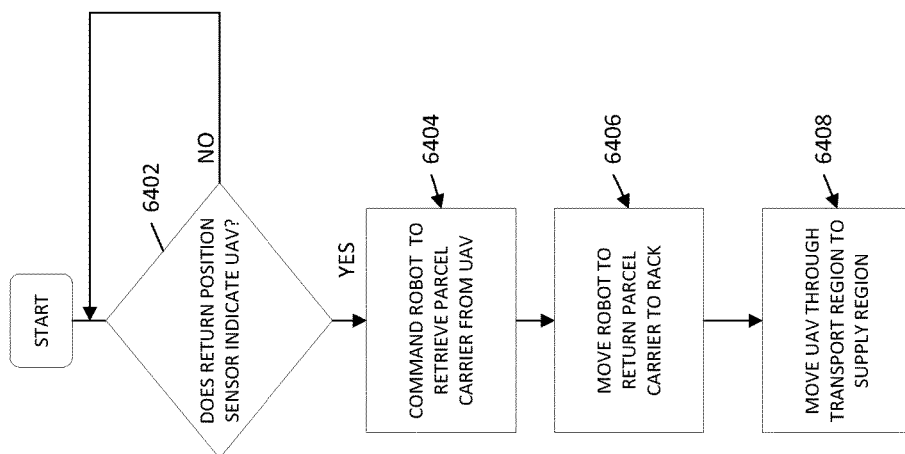 START
DOES RETURN POSITION
SENSOR INDICATE UAV?
6402
NO
YES
COMMAND ROBOT TO
RETRIEVE PARCEL
CARRIER FROM UAV
6404
MOVE ROBOT TO
RETURN PARCEL
CARRIER TO RACK
6406
MOVE UAV THROUGH
TRANSPORT REGION TO
SUPPLY REGION
6408